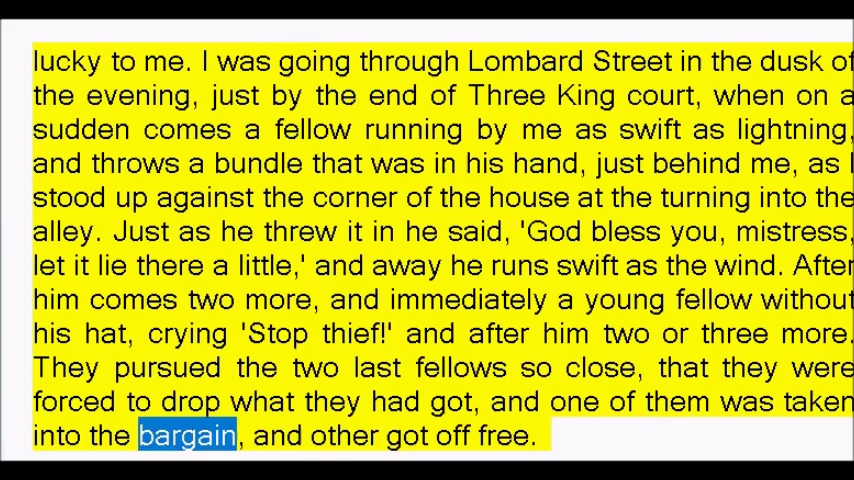 lucky to me. I was going through Lombard Street in the dusk of
the evening, just by the end of Three King court, when on a
sudden comes a fellow running by me as swift as lightning,
and throws a bundle that was in his hand, just behind me, as I
stood up against the corner of the house at the turning into the
alley. Just as he threw it in he said, 'God bless you, mistress,
let it lie there a little,' and away he runs swift as the wind. After
him comes two more, and immediately a young fellow without
his hat, crying 'Stop thief!' and after him two or three more.
They pursued the two last fellows so close, that they were
forced to drop what they had got, and one of them was taken
into the bargain, and other got off free.